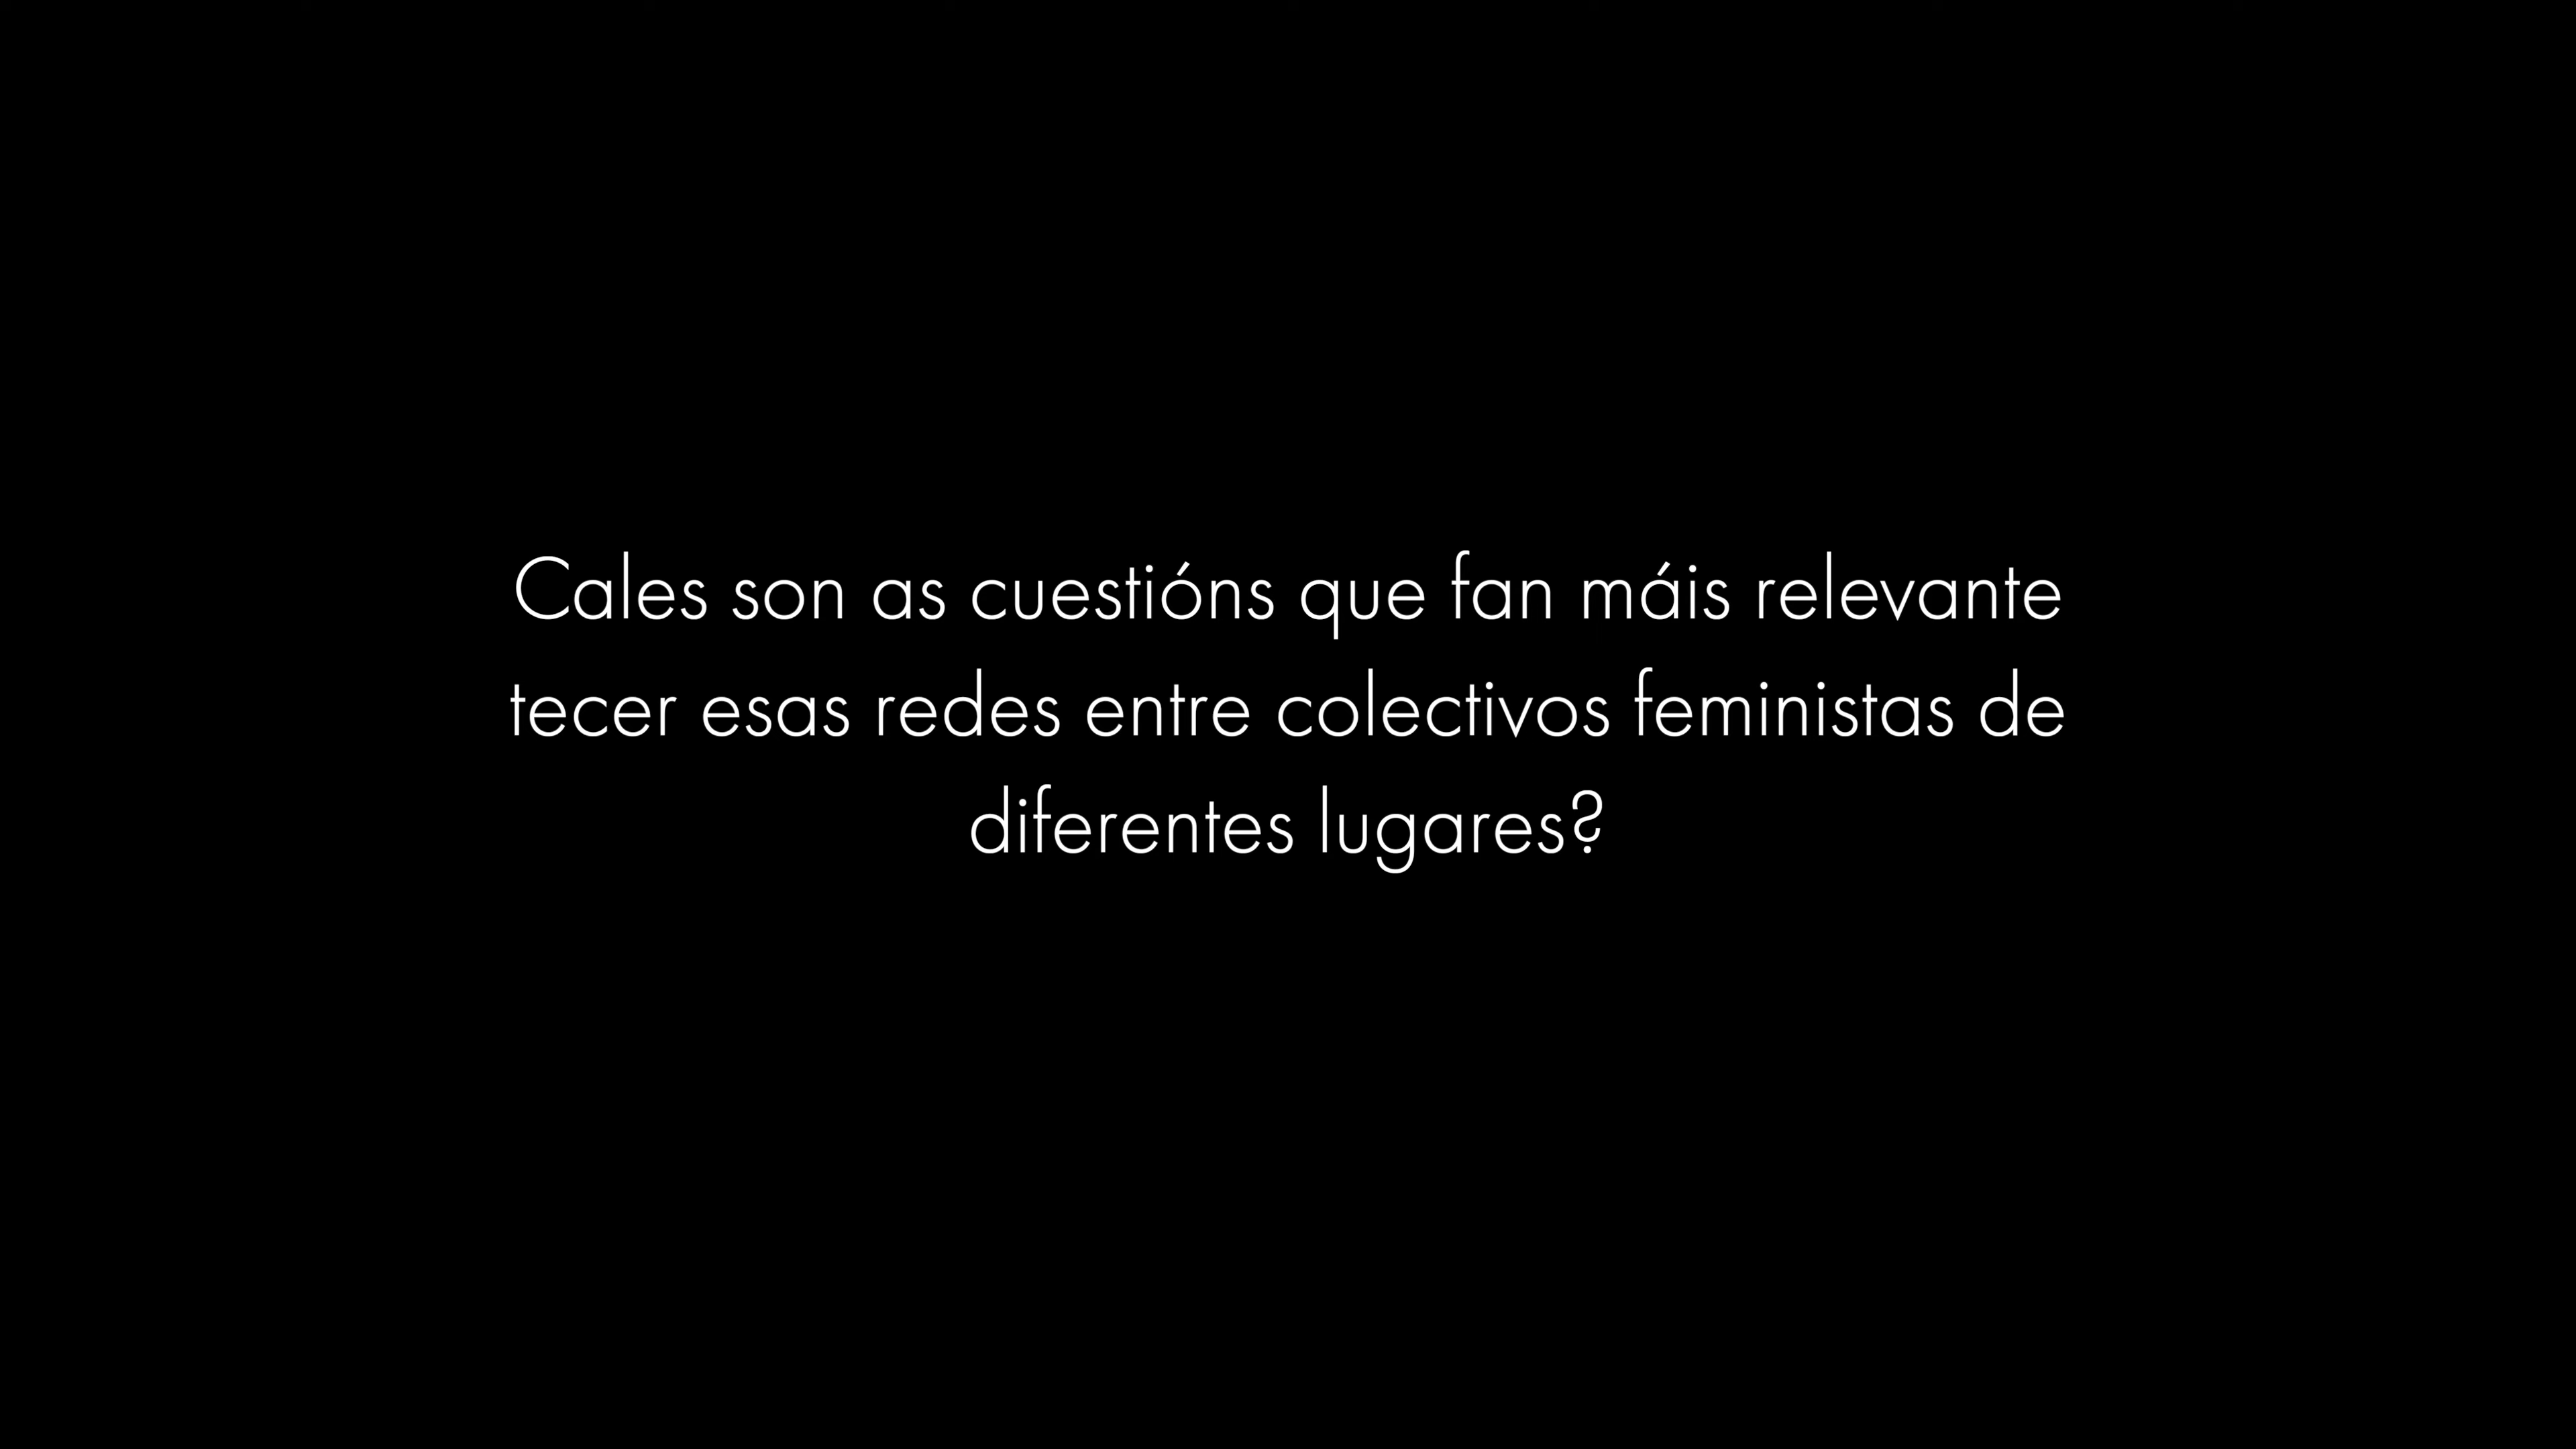 Cales son as cuestións que fan máis relevante
tecer esas redes entre colectivos feministas de
diferentes lugares?